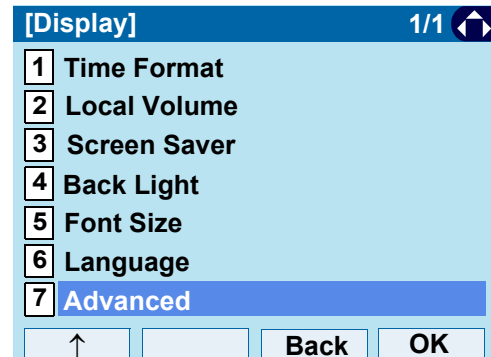 [Display] 1/1
1 Time Format
2 Local Volume
3 Screen Saver
4 Back Light
5 Font Size
6 Language
7 Advanced
↑ Back OK